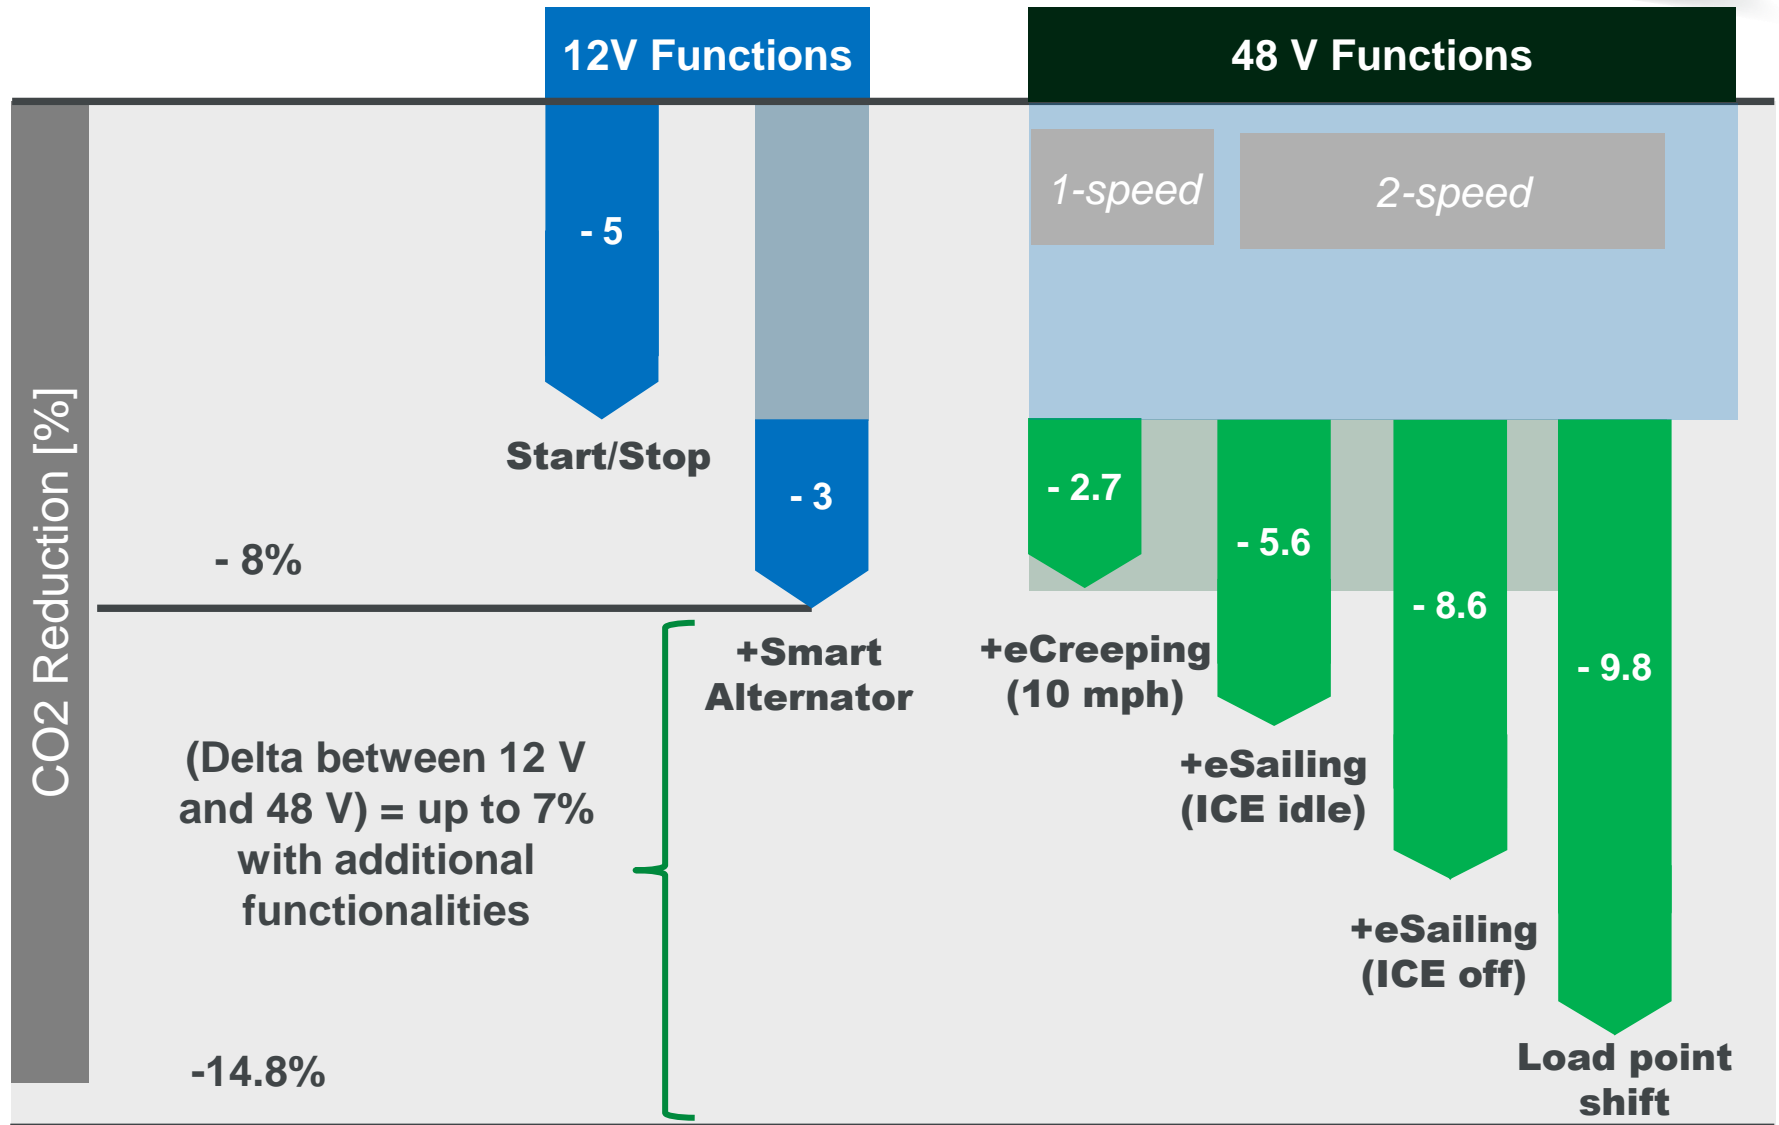 12V Functions
48 V Functions
1-speed
2-speed
- 5
Start/Stop
- 3
- 2.7
- 5.6
- 8.6
- 9.8
CO2 Reduction [%]
- 8%
+Smart
Alternator
+eCreeping
(10 mph)
+eSailing
(ICE idle)
(Delta between 12 V
and 48 V) = up to 7%
with additional
functionalities
+eSailing
(ICE off)
Load point
shift
-14.8%